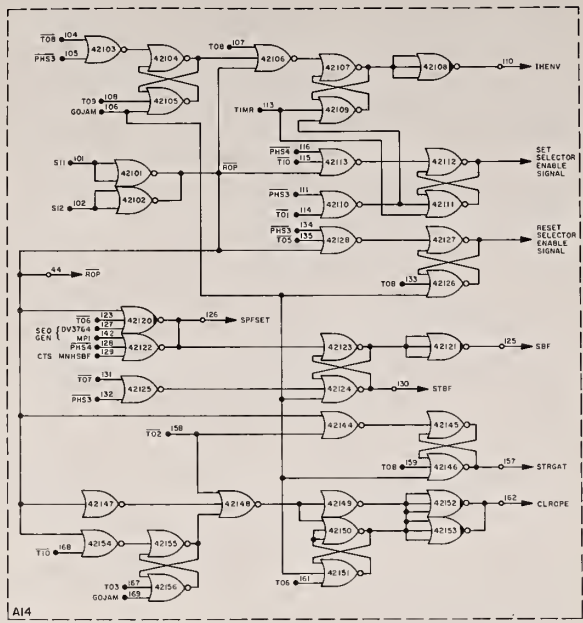 T08 104
PHS3 105
42103
42104
T09 108
GOJAM 106
42105
T08 107
42106
42107
42108
110 IHENV
TIMR 113
42109
S11 101
42101
S12 102
42102
ROP
PHS4 116
T10 115
42113
42112
SET SELECTOR ENABLE SIGNAL
PHS3 111
T01 114
42110
42111
PHS3 134
T05 135
42128
42127
RESET SELECTOR ENABLE SIGNAL
T08 133
42126
44 ROP
SEQ GEN
T06 123
DV3764 127
MP1 142
PHS4 128
CTS MNHSBF 129
42120
42122
126 SPFSET
42123
42121
125 SBF
T07 131
PHS3 132
42125
42124
130 STBF
T02 158
42144
42145
T08 159
42146
157 STRGAT
42147
42148
42149
42150
42152
42153
162 CLROPE
T10 168
42154
42155
T03 167
GOJAM 169
42156
T06 161
42151
A14